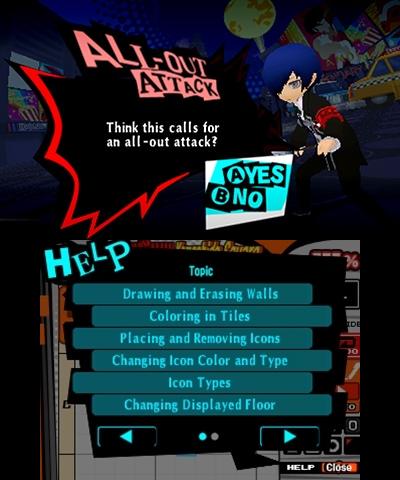 ALL-OUT
ATTACK
Think this calls for
an all-out attack?
A YES
B NO
HELP
Topic
Drawing and Erasing Walls
Coloring in Tiles
Placing and Removing Icons
Changing Icon Color and Type
Icon Types
Changing Displayed Floor
HELP Close